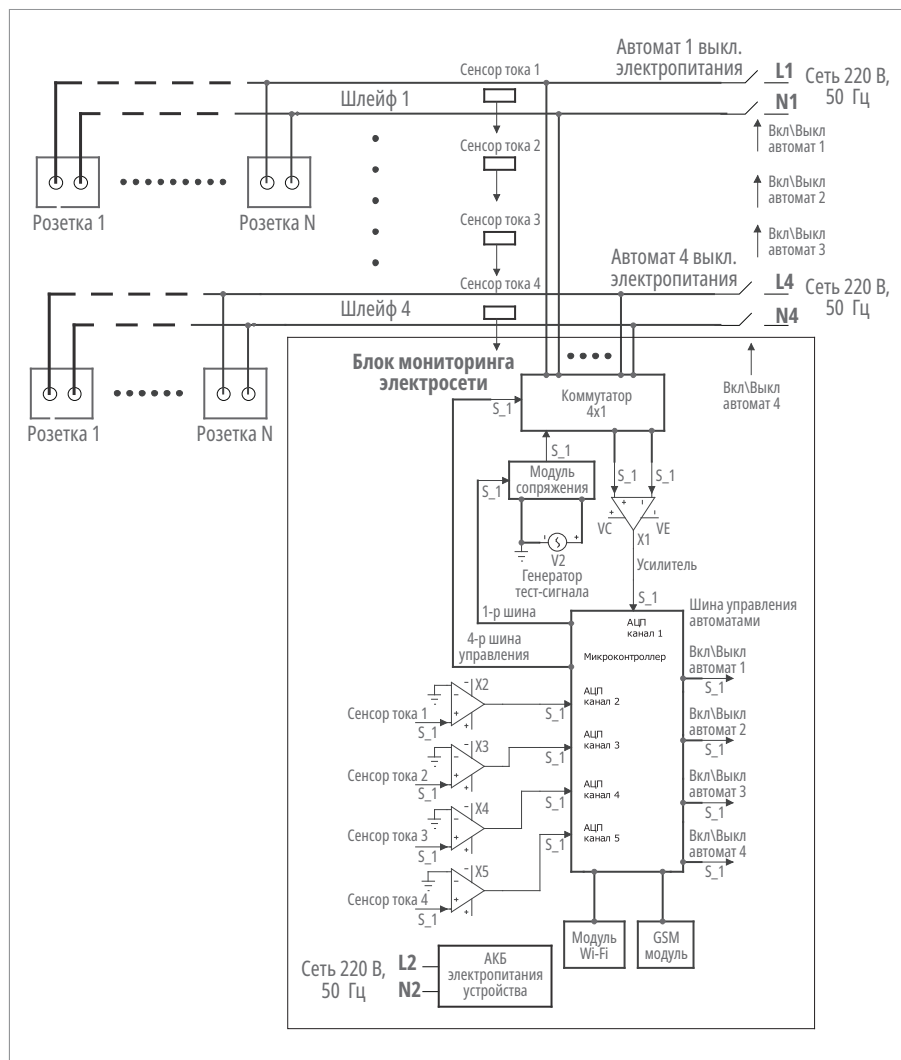 Сенсор тока 1
Автомат 1 выкл.
электропитания
L1
Сеть 220 В,
50 Гц
Шлейф 1
N1
Вкл\Выкл
автомат 1
Сенсор тока 2
Вкл\Выкл
автомат 2
Розетка 1
Розетка N
Сенсор тока 3
Вкл\Выкл
автомат 3
Автомат 4 выкл.
электропитания
Сенсор тока 4
L4
Сеть 220 В,
50 Гц
Шлейф 4
N4
Блок мониторинга
электросети
Вкл\Выкл
автомат 4
Розетка 1
Розетка N
Коммутатор
4x1
S_1
S_1
Модуль
сопряжения
S_1
S_1
S_1
+
-
+
-
VC
VE
X1
-
+
V2
Генератор
тест-сигнала
Усилитель
S_1
1-р шина
4-р шина
управления
АЦП
канал 1
Микроконтроллер
Шина управления
автоматами
Вкл\Выкл
автомат 1
S_1
X2
-
-
+
+
Сенсор тока 1
S_1
S_1
АЦП
канал 2
Вкл\Выкл
автомат 2
S_1
X3
-
-
+
+
Сенсор тока 2
S_1
S_1
АЦП
канал 3
Вкл\Выкл
автомат 3
S_1
X4
-
-
+
+
Сенсор тока 3
S_1
S_1
АЦП
канал 4
Вкл\Выкл
автомат 4
S_1
X5
-
-
+
+
Сенсор тока 4
S_1
S_1
АЦП
канал 5
Модуль
Wi-Fi
GSM
модуль
Сеть 220 В,
50 Гц
L2
N2
АКБ
электропитания
устройства